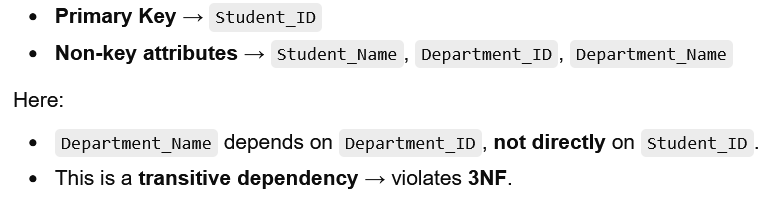 • Primary Key → Student_ID
• Non-key attributes → Student_Name, Department_ID, Department_Name
Here:
• Department_Name depends on Department_ID, not directly on Student_ID.
• This is a transitive dependency → violates 3NF.